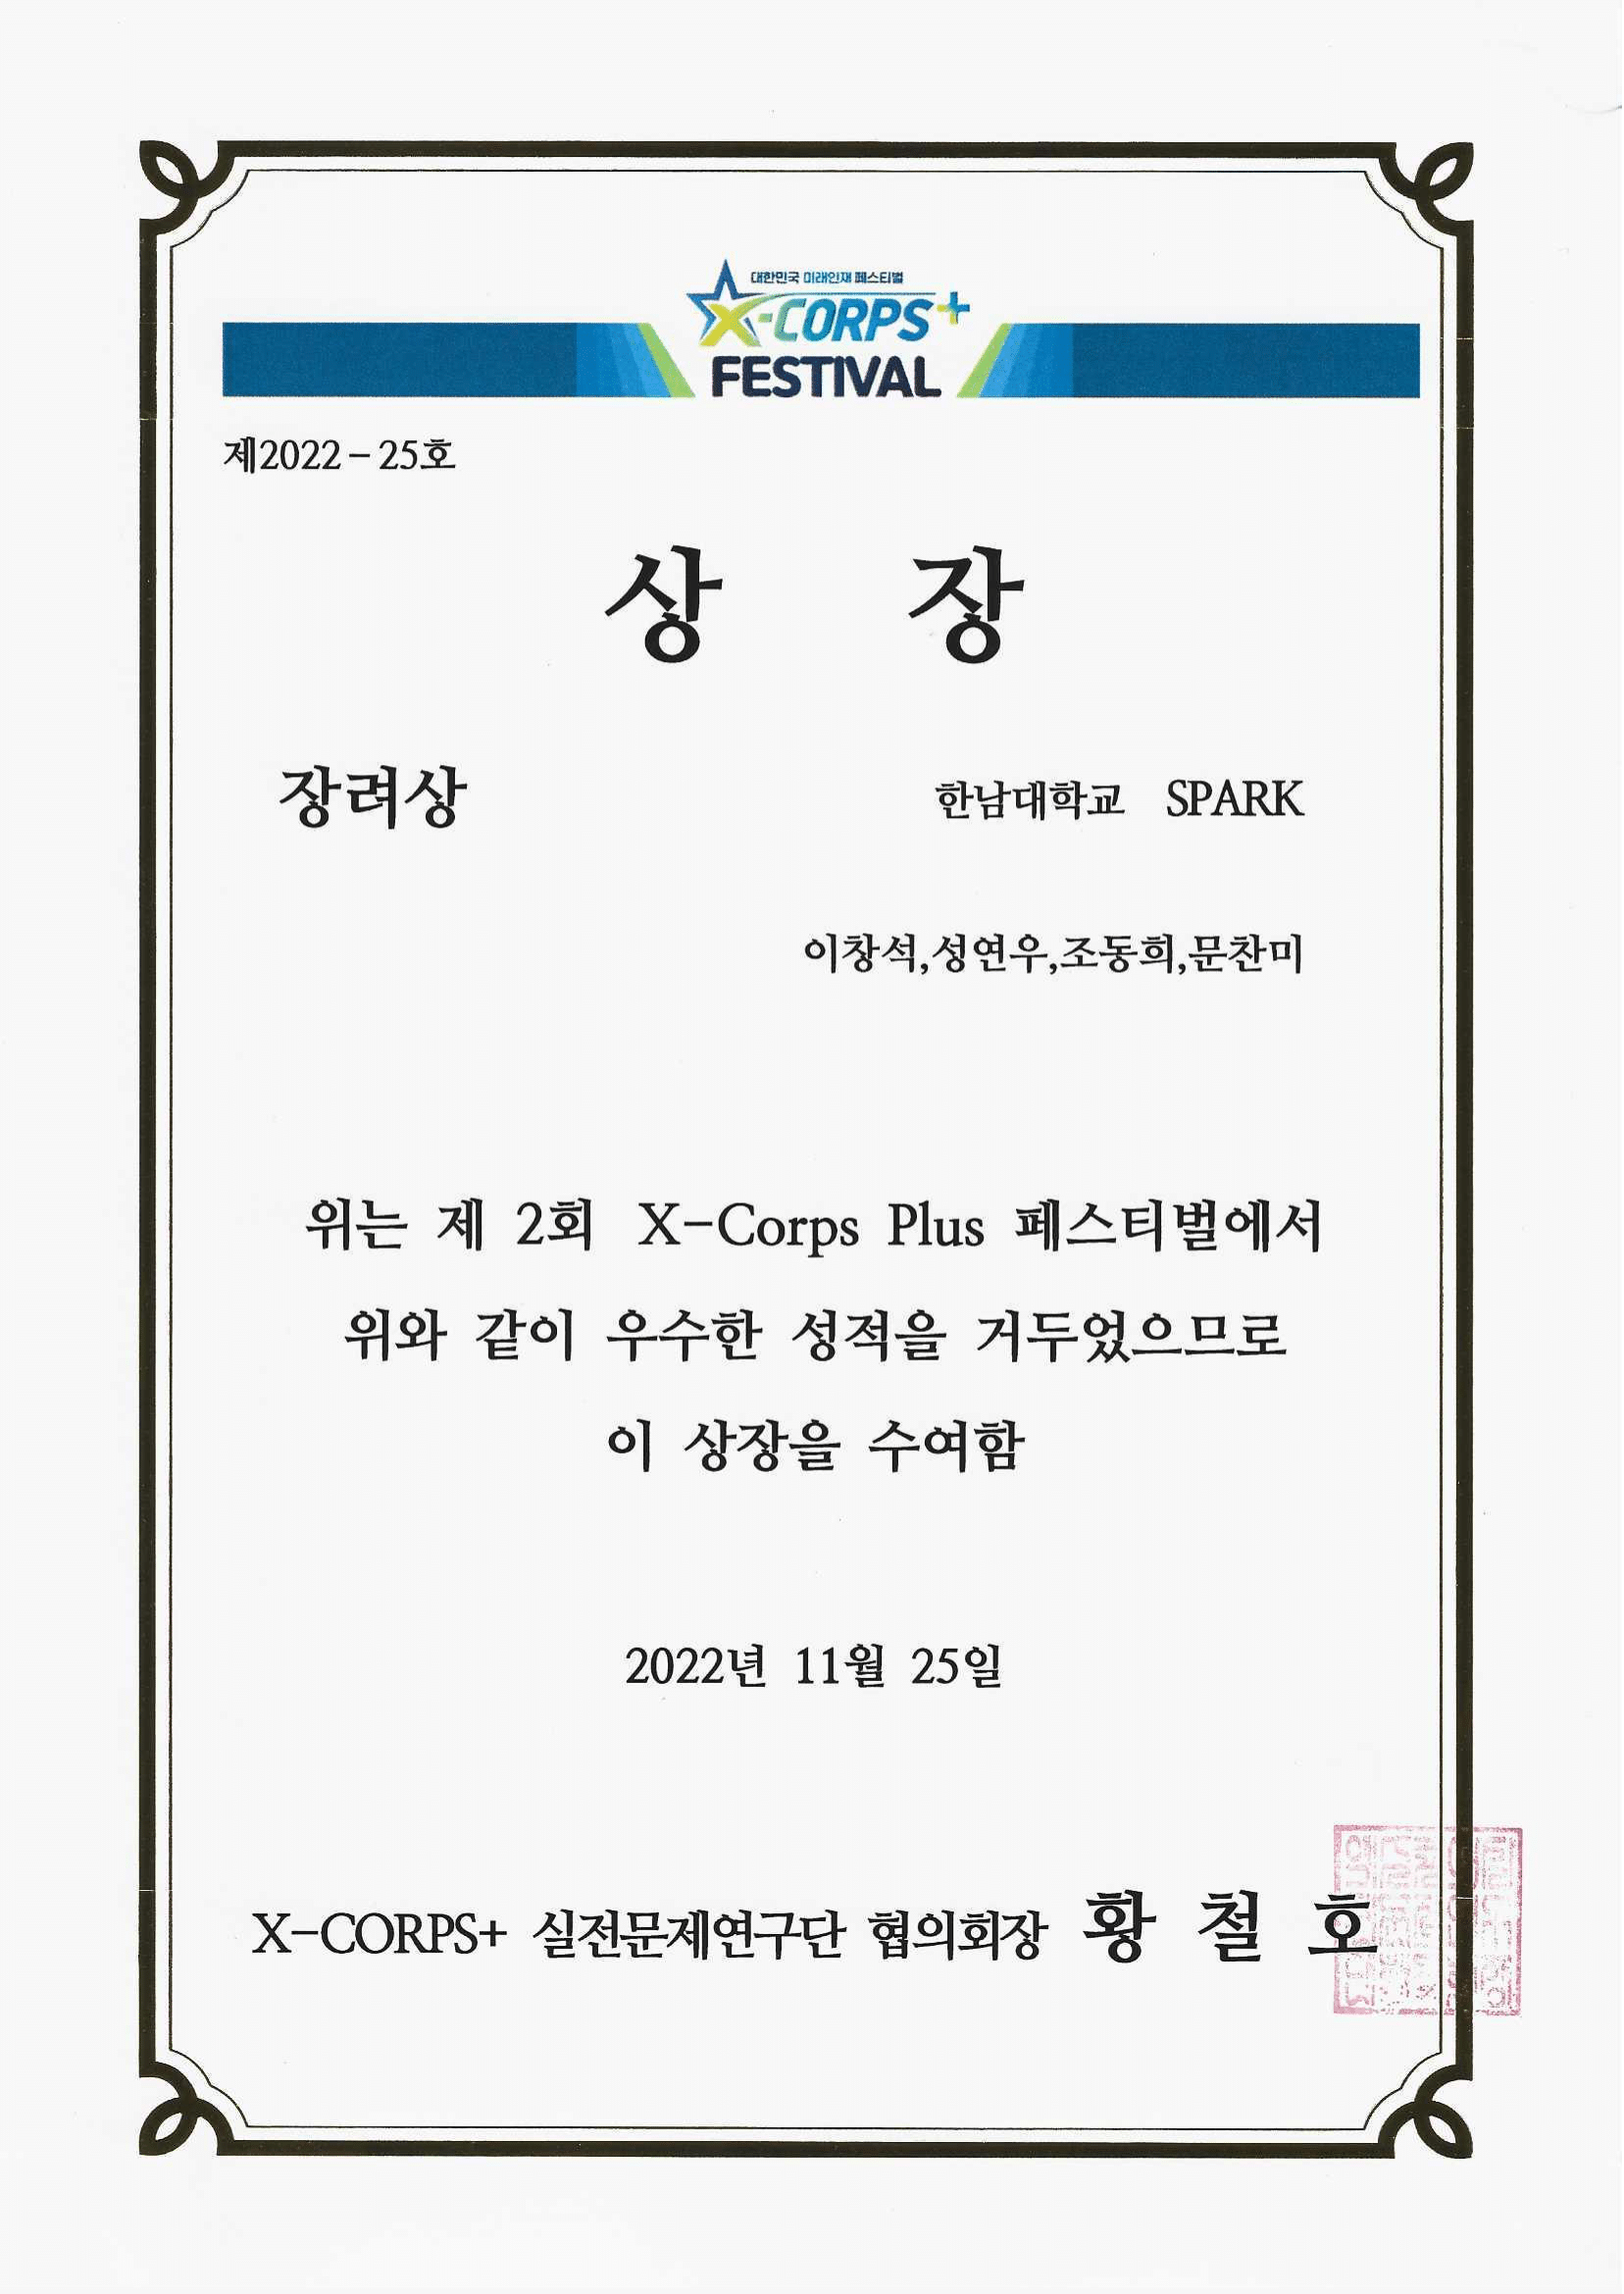 대한민국 미래인재 페스티벌
X-CORPS+
FESTIVAL
제2022-25호
상 장
장려상 한남대학교 SPARK
이창석,성연우,조동희,문찬미
위는 제 2회 X-Corps Plus 페스티벌에서
위와 같이 우수한 성적을 거두었으므로
이 상장을 수여함
2022년 11월 25일
X-CORPS+ 실전문제연구단 협의회장 황 철 호